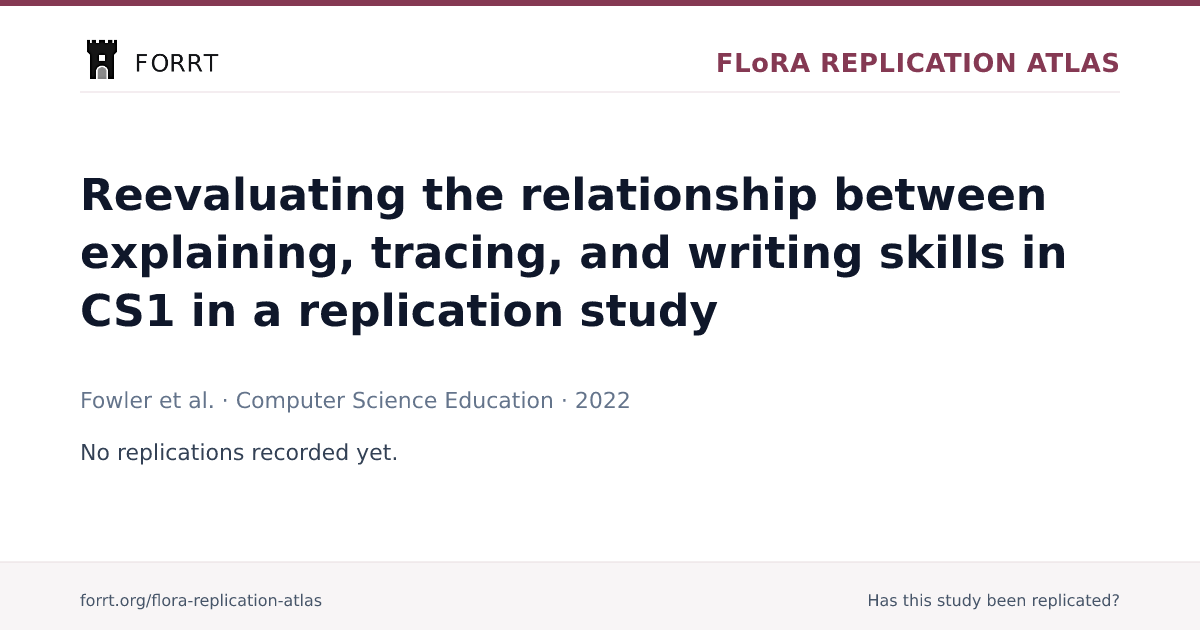 FORRT
FLoRA REPLICATION ATLAS
Reevaluating the relationship between
explaining, tracing, and writing skills in
CS1 in a replication study
Fowler et al. · Computer Science Education · 2022
No replications recorded yet.
forrt.org/flora-replication-atlas
Has this study been replicated?